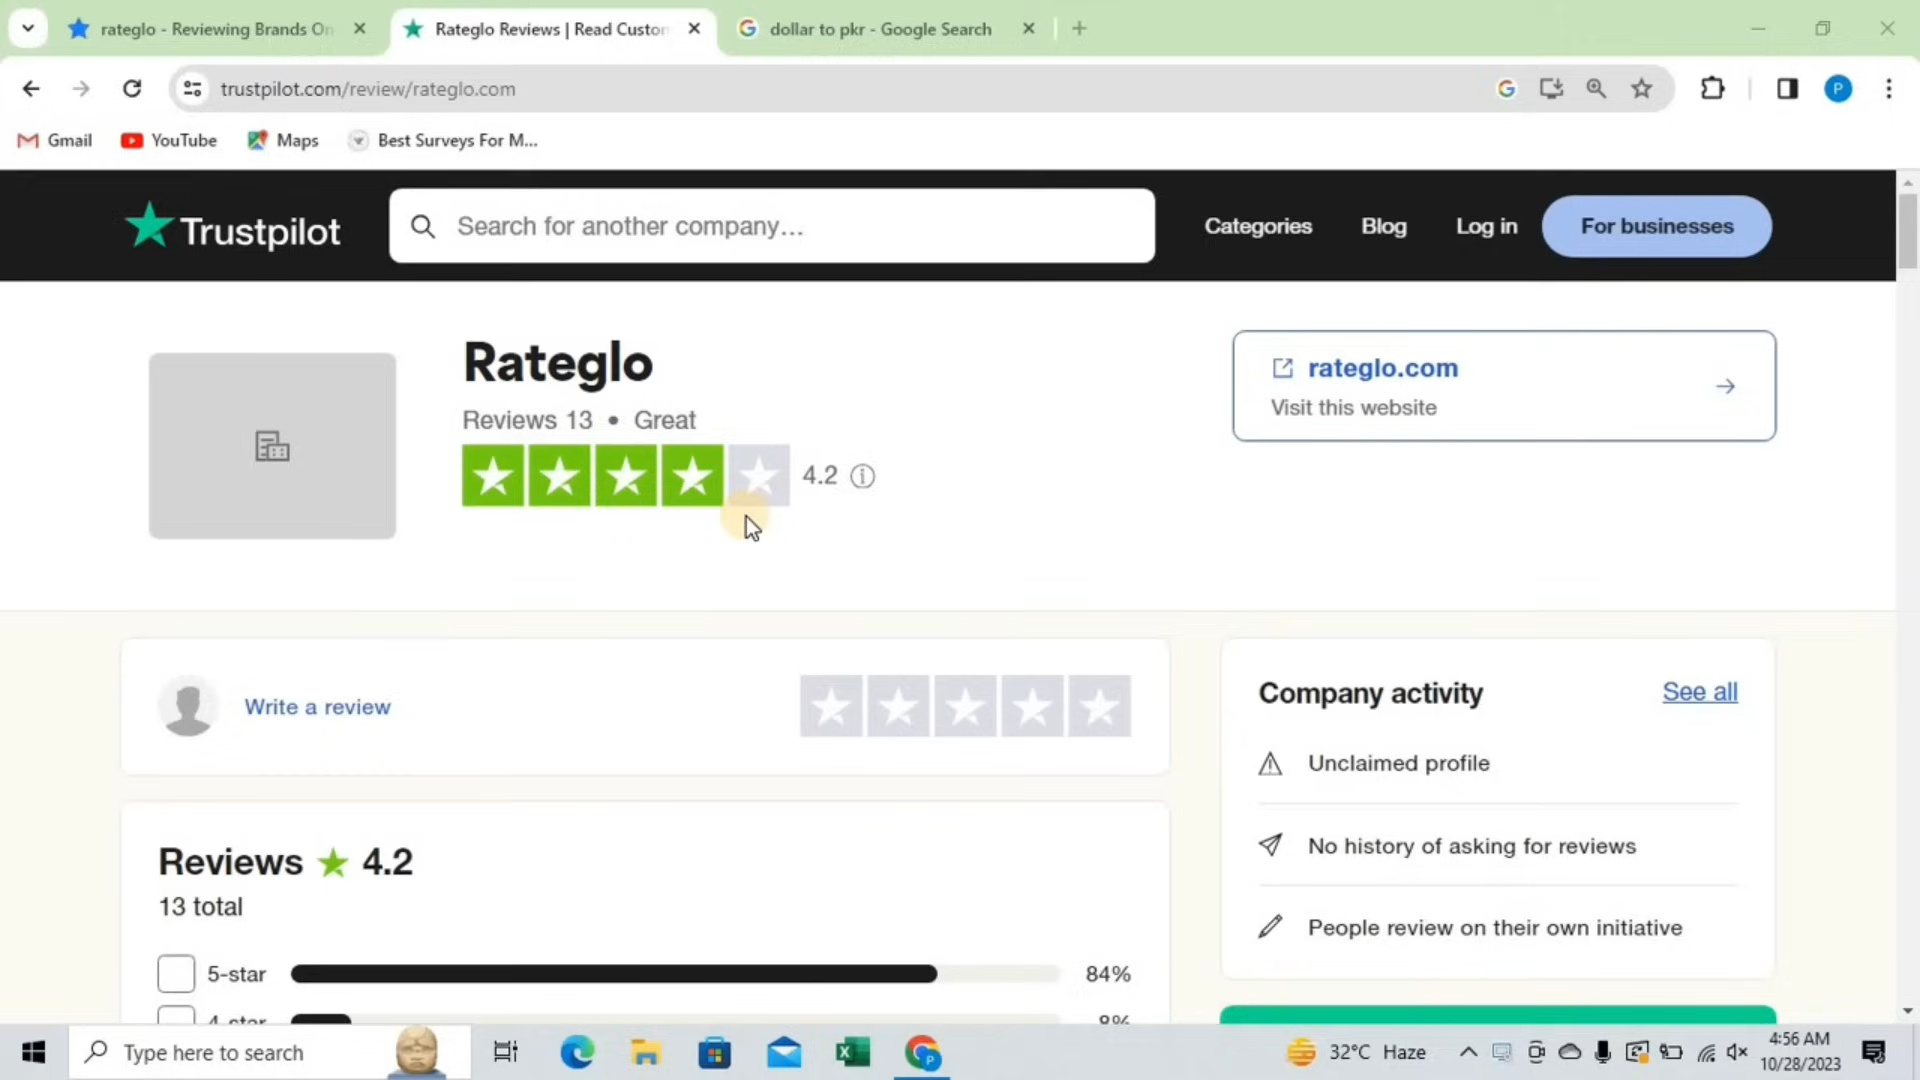 rateglo - Reviewing Brands On
Rateglo Reviews | Read Custon
dollar to pkr - Google Search
trustpilot.com/review/rateglo.com
P
Gmail
YouTube
Maps
Best Surveys For M...
Trustpilot
Search for another company...
Categories
Blog
Log in
For businesses
Rateglo
Reviews 13 • Great
4.2
rateglo.com
Visit this website
Write a review
Company activity
See all
Unclaimed profile
No history of asking for reviews
People review on their own initiative
Reviews ★ 4.2
13 total
5-star
84%
4-star
8%
Type here to search
32°C Haze
4:56 AM
10/28/2023